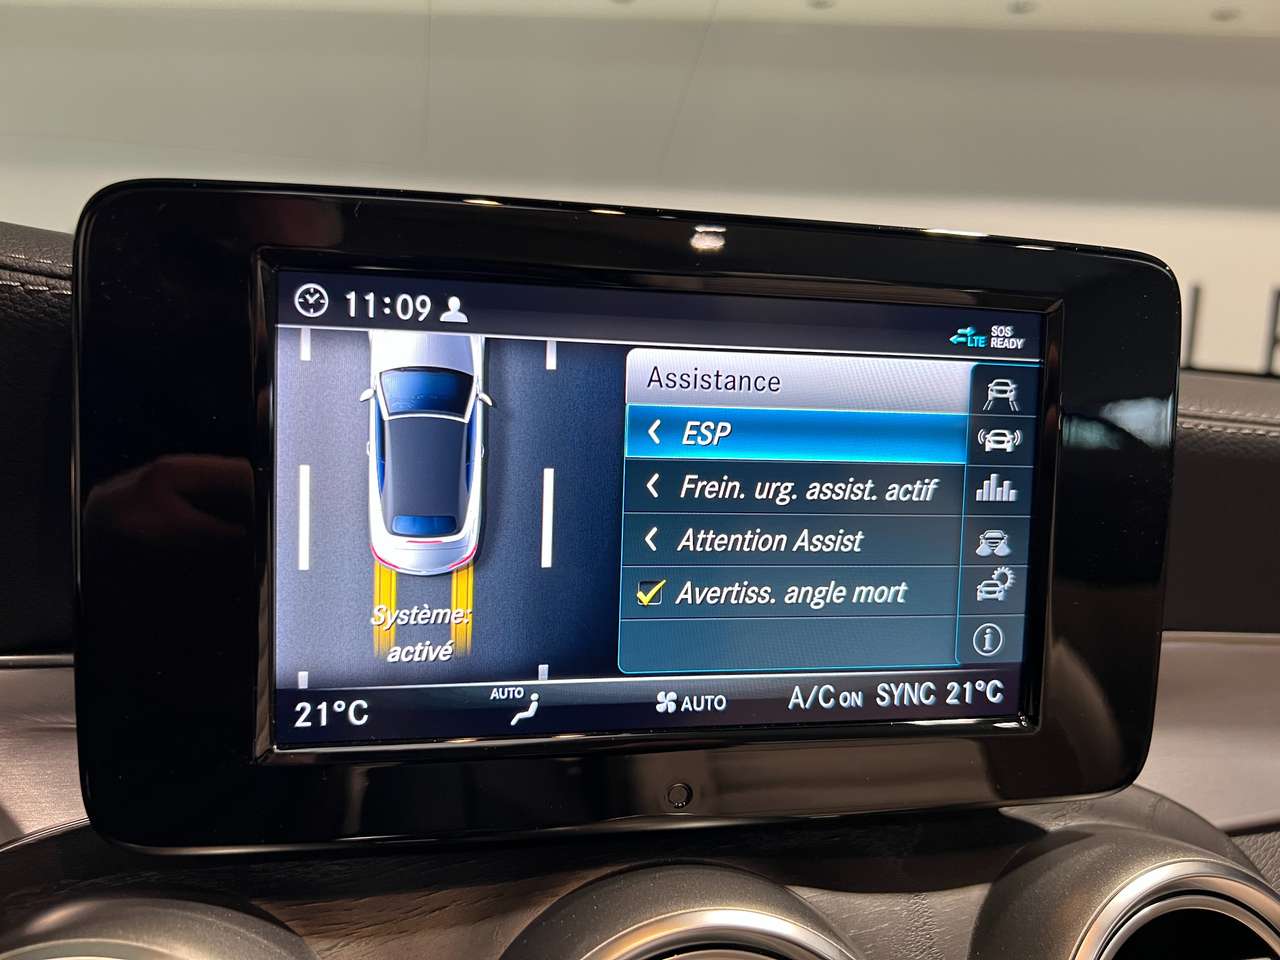 11:09
LTE
SOS
READY
Assistance
ESP
Frein. urg. assist. actif
Attention Assist
Avertiss. angle mort
Système:
activé
21°C
AUTO
AUTO
A/C ON
SYNC
21°C